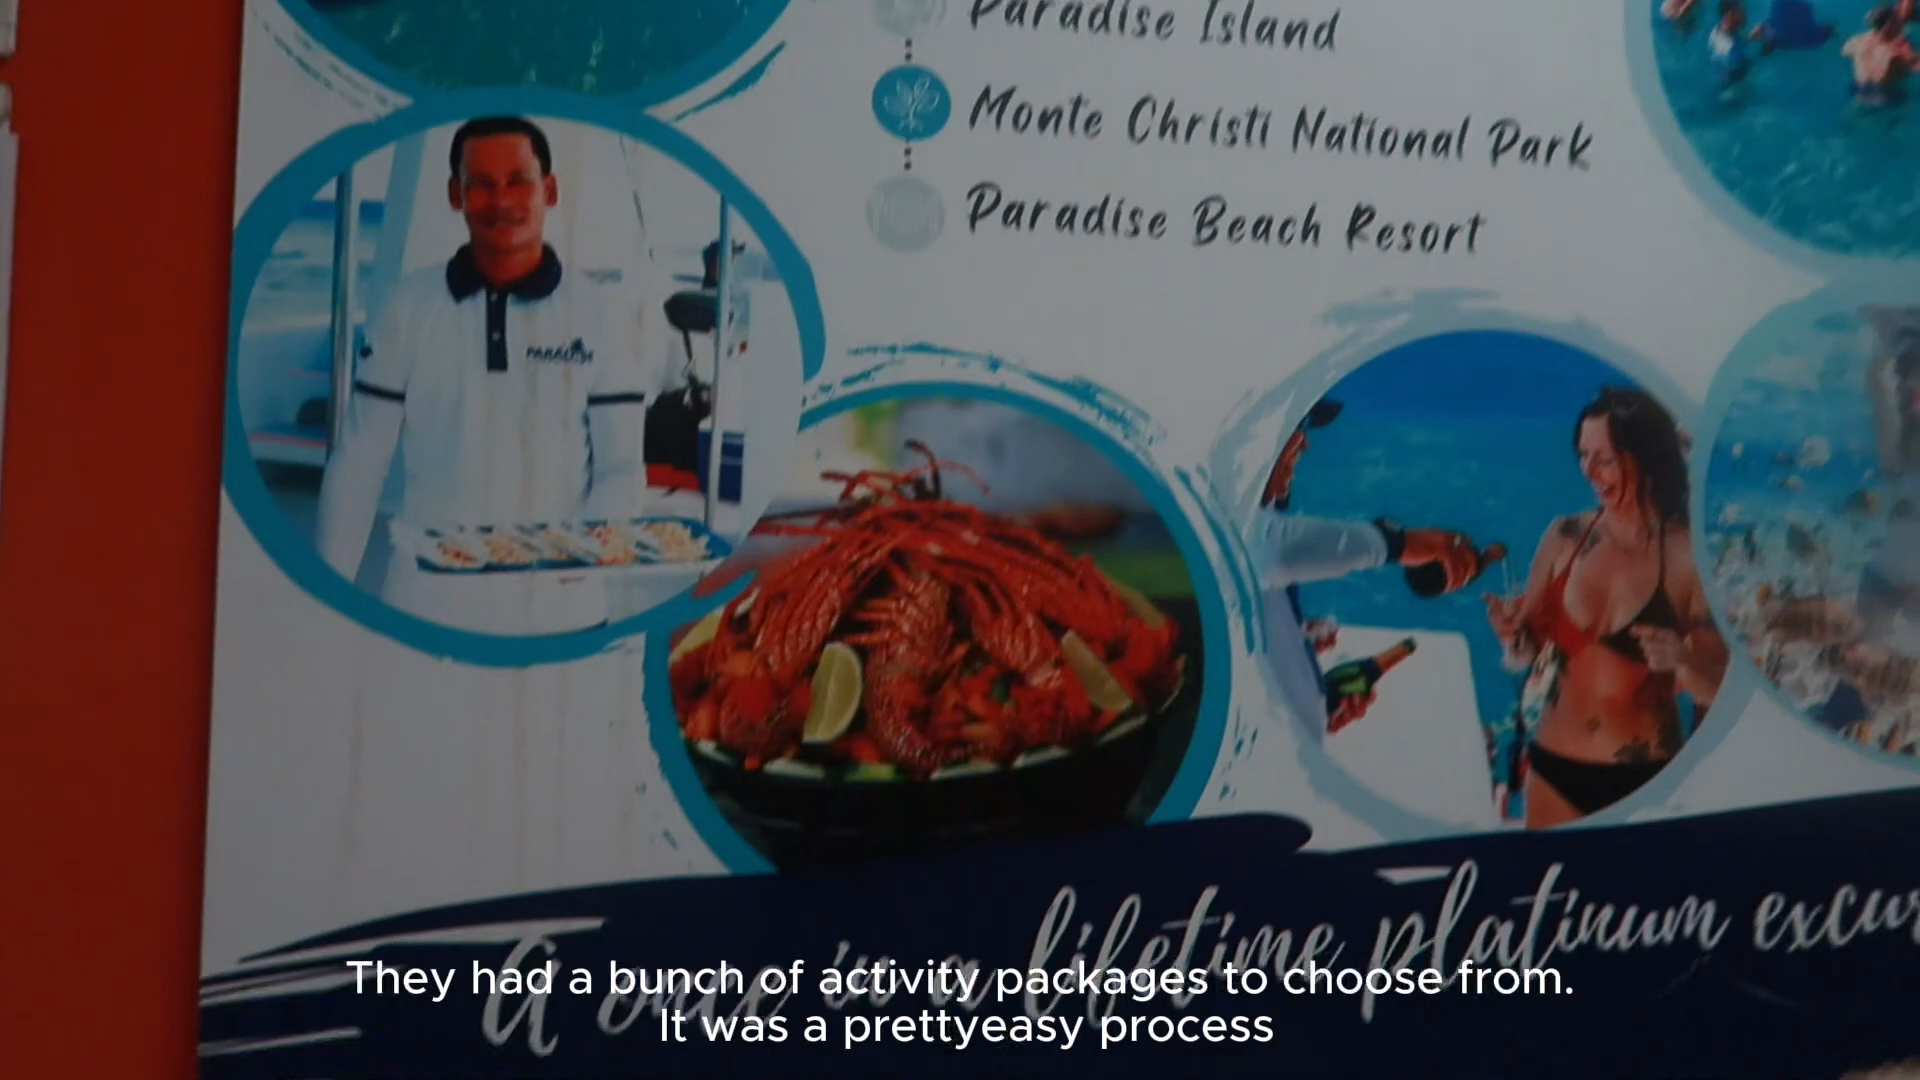 Paradise Island
Monte Christi National Park
Paradise Beach Resort
PARADISE
A once in a lifetime platinum
They had a bunch of activity packages to choose from.
It was a prettyeasy process